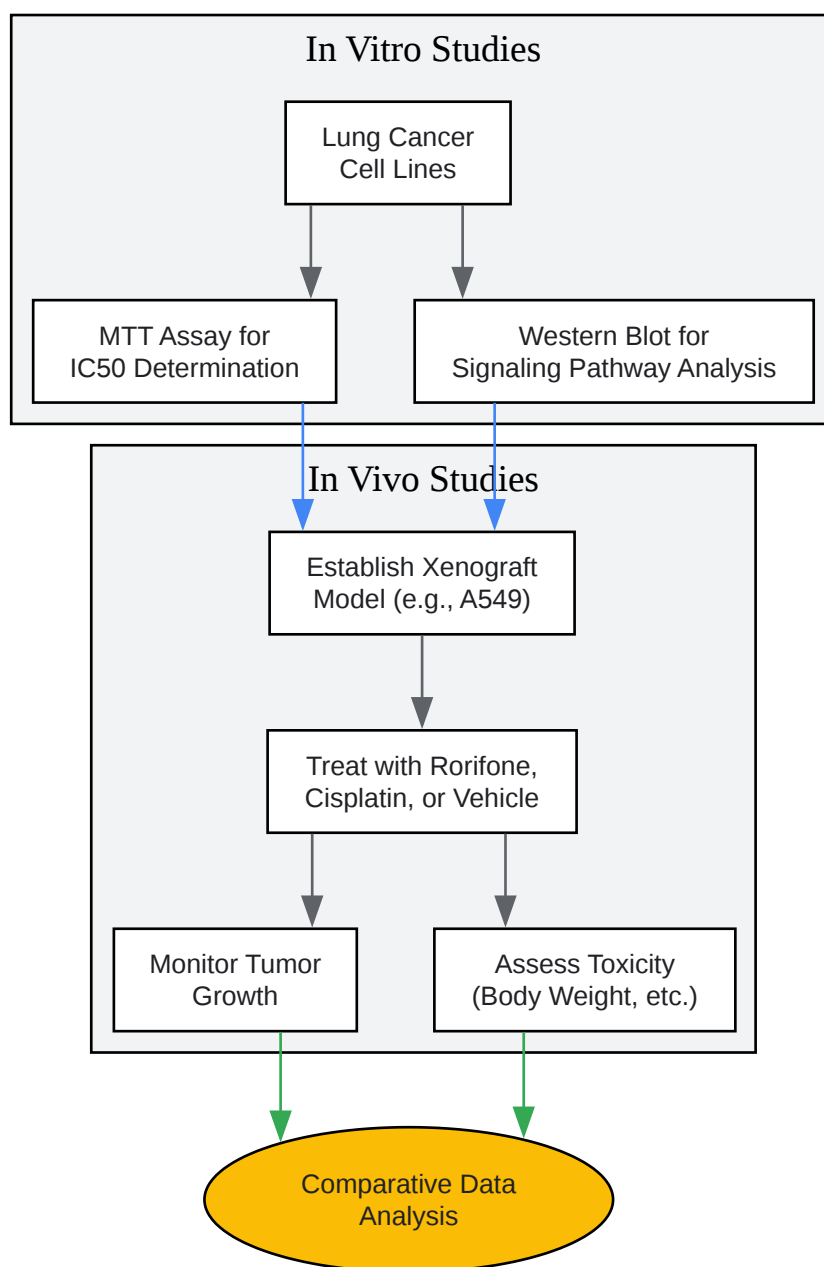 In Vitro Studies
Lung Cancer
Cell Lines
MTT Assay for
IC50 Determination
Western Blot for
Signaling Pathway Analysis
In Vivo Studies
Establish Xenograft
Model (e.g., A549)
Treat with Rorifone,
Cisplatin, or Vehicle
Monitor Tumor
Growth
Assess Toxicity
(Body Weight, etc.)
Comparative Data
Analysis